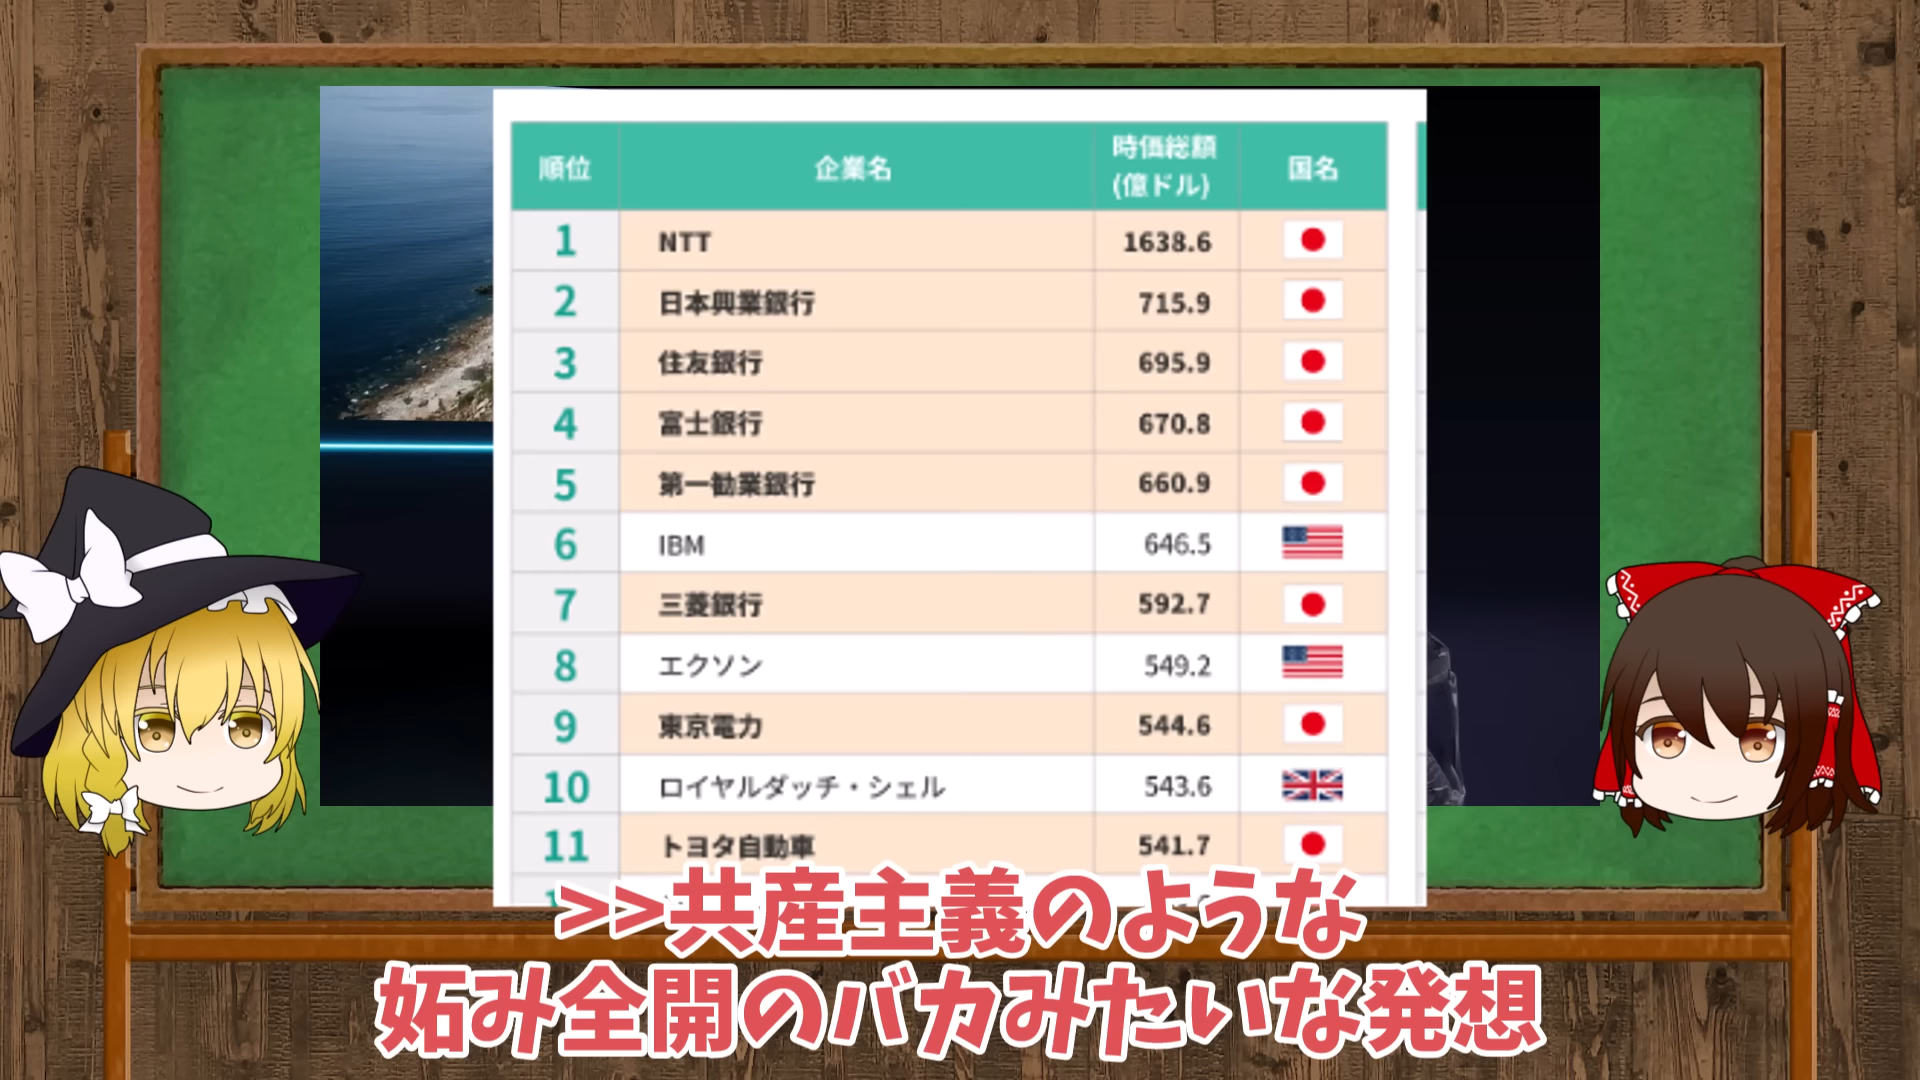 順位 企業名 時価総額 (億ドル) 国名
1 NTT 1638.6
2 日本興業銀行 715.9
3 住友銀行 695.9
4 富士銀行 670.8
5 第一勧業銀行 660.9
6 IBM 646.5
7 三菱銀行 592.7
8 エクソン 549.2
9 東京電力 544.6
10 ロイヤルダッチ・シェル 543.6
11 トヨタ自動車 541.7
>>共産主義のような
妬み全開のバカみたいな発想